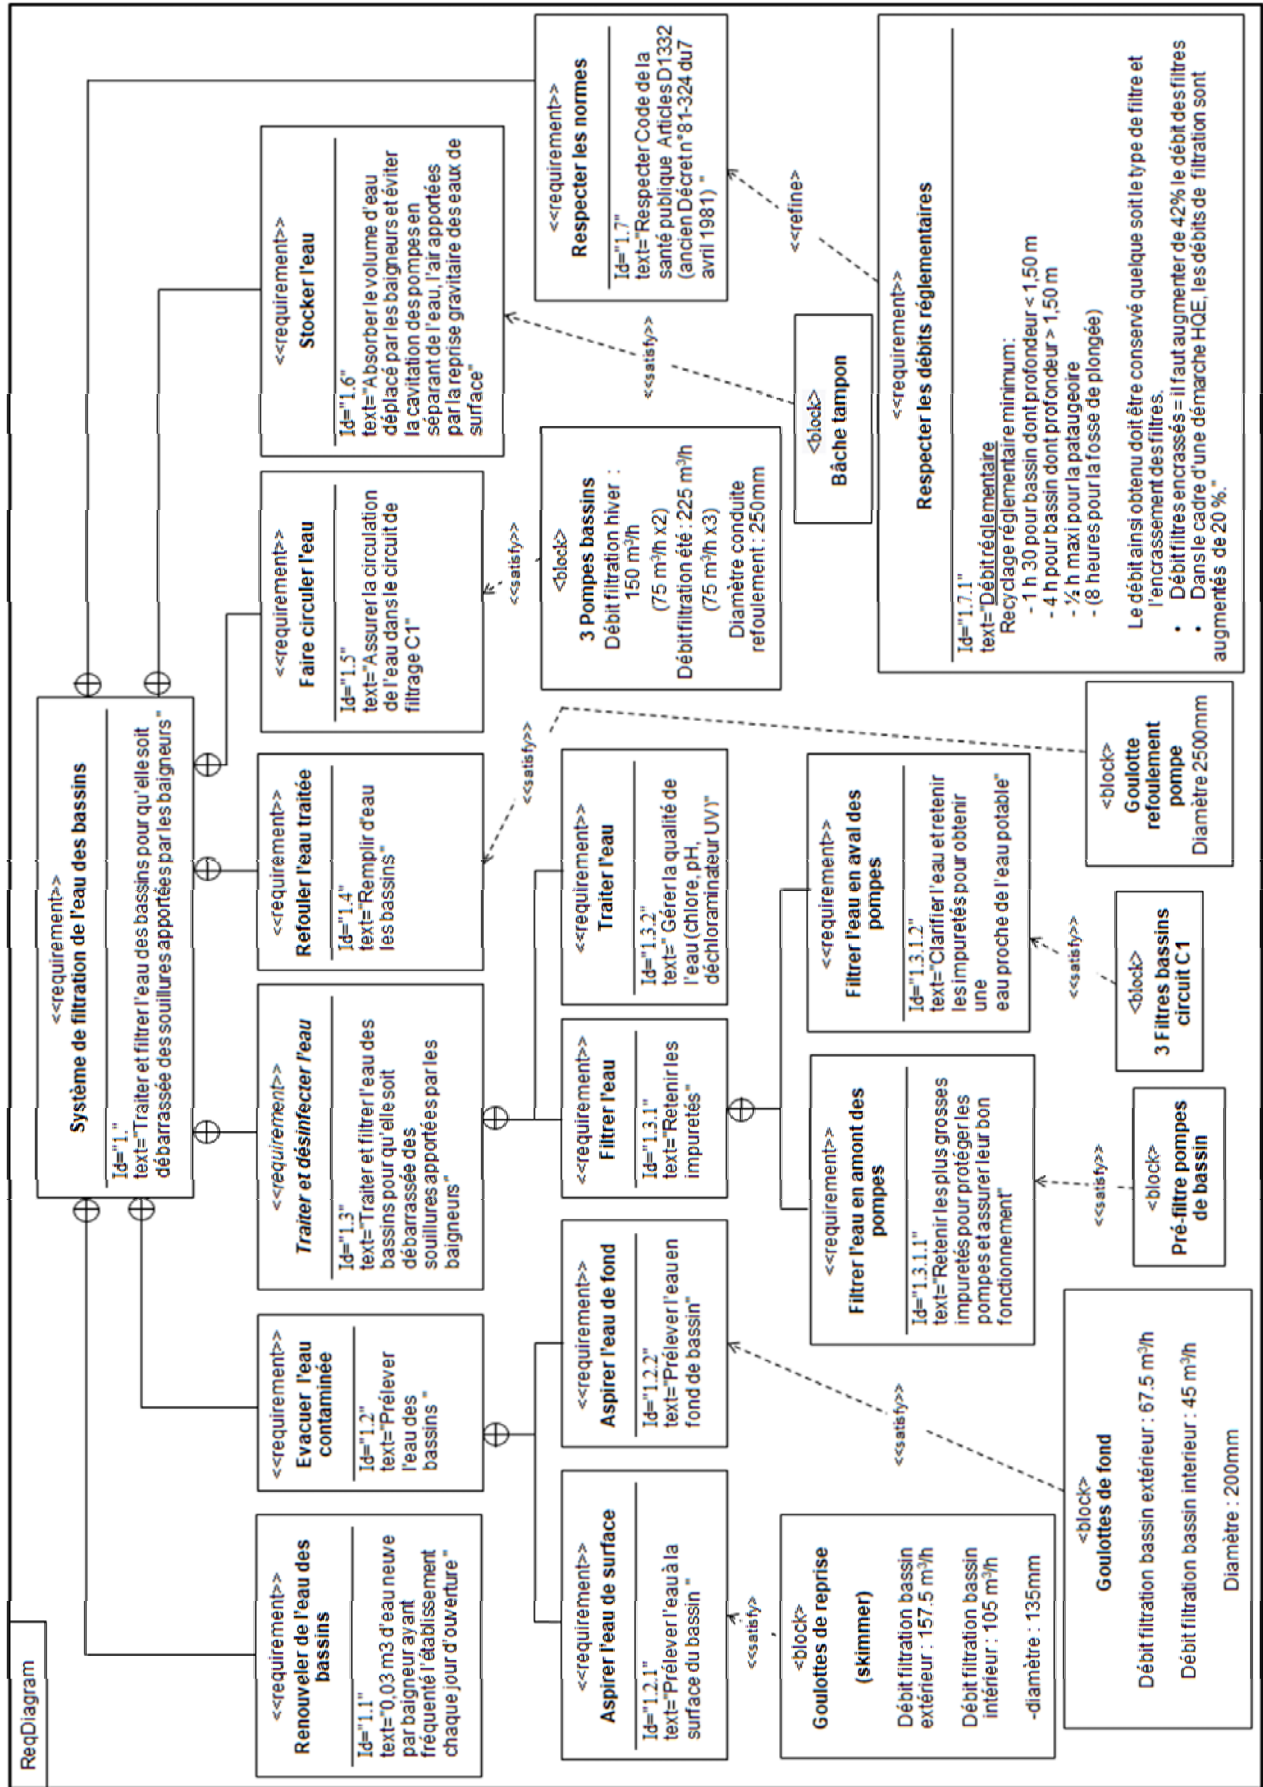 ReqDiagram
<<requirement>>
Système de filtration de l'eau des bassins
Id="1."
text="Traiter et filtrer l'eau des bassins pour qu'elle soit
débarrassée des souillures apportées par les baigneurs"
<<requirement>>
Renouveler de l'eau des
bassins
Id="1.1"
text="0,03 m3 d'eau neuve
par baigneur ayant
fréquenté l'établissement
chaque jour d'ouverture "
<<requirement>>
Evacuer l'eau
contaminée
Id="1.2"
text="Prélever
l'eau des
bassins "
<<requirement>>
Traiter et désinfecter l'eau
Id="1.3"
text="Traiter et filtrer l'eau des
bassins pour qu'elle soit
débarrassée des
souillures apportées par les
baigneurs"
<<requirement>>
Refouler l'eau traitée
Id="1.4"
text="Remplir d'eau
les bassins"
<<requirement>>
Faire circuler l'eau
Id="1.5"
text="Assurer la circulation
de l'eau dans le circuit de
filtrage C1"
<<requirement>>
Stocker l'eau
Id="1.6"
text="Absorber le volume d'eau
déplacé par les baigneurs et éviter
la cavitation des pompes en
séparant de l'eau, l'air apportées
par la reprise gravitaire des eaux de
surface"
<<requirement>>
Aspirer l'eau de surface
Id="1.2.1"
text="Prélever l'eau à la
surface du bassin "
<<requirement>>
Aspirer l'eau de fond
Id="1.2.2"
text="Prélever l'eau en
fond de bassin"
<<requirement>>
Filtrer l'eau
Id="1.3.1"
text="Retenir les
impuretés"
<<requirement>>
Traiter l'eau
Id="1.3.2"
text=" Gérer la qualité de
l'eau (chlore, pH,
déchloraminateur UV)"
<<satisfy>>
<<satisfy>>
<block>
3 Pompes bassins
Débit filtration hiver :
150 m³/h
(75 m³/h x2)
Débit filtration été : 225 m³/h
(75 m³/h x3)
Diamètre conduite
refoulement : 250mm
<<satisfy>>
<<requirement>>
Respecter les normes
Id="1.7"
text="Respecter Code de la
santé publique Articles D1332
(ancien Décret n°81-324 du7
avril 1981) "
<<satisfy>
<block>
Goulottes de reprise
(skimmer)
Débit filtration bassin
extérieur : 157.5 m³/h
Débit filtration bassin
intérieur : 105 m³/h
-diamètre : 135mm
<<requirement>>
Filtrer l'eau en amont des
pompes
Id="1.3.1.1"
text="Retenir les plus grosses
impuretés pour protéger les
pompes et assurer leur bon
fonctionnement"
<<requirement>>
Filtrer l'eau en aval des
pompes
Id="1.3.1.2"
text="Clarifier l'eau et retenir
les impuretés pour obtenir
une
eau proche de l'eau potable"
<block>
Bâche tampon
<<refine>
<<satisfy>>
<<satisfy>>
<<satisfy>>
<block>
Goulottes de fond
Débit filtration bassin extérieur : 67.5 m³/h
Débit filtration bassin interieur : 45 m³/h
Diamètre : 200mm
<block>
Pré-filtre pompes
de bassin
<block>
3 Filtres bassins
circuit C1
<block>
Goulotte
refoulement
pompe
Diamètre 2500mm
<<requirement>>
Respecter les débits réglementaires
Id="1.7.1"
text="Débit réglementaire
Recyclage réglementaire minimum:
- 1 h 30 pour bassin dont profondeur < 1,50 m
- 4 h pour bassin dont profondeur > 1,50 m
- ½ h maxi pour la pataugeoire
- (8 heures pour la fosse de plongée)
Le débit ainsi obtenu doit être conservé quelque soit le type de filtre et
l'encrassement des filtres.
• Débit filtres encrassés = il faut augmenter de 42% le débit des filtres
• Dans le cadre d'une démarche HQE, les débits de filtration sont
augmentés de 20 %."